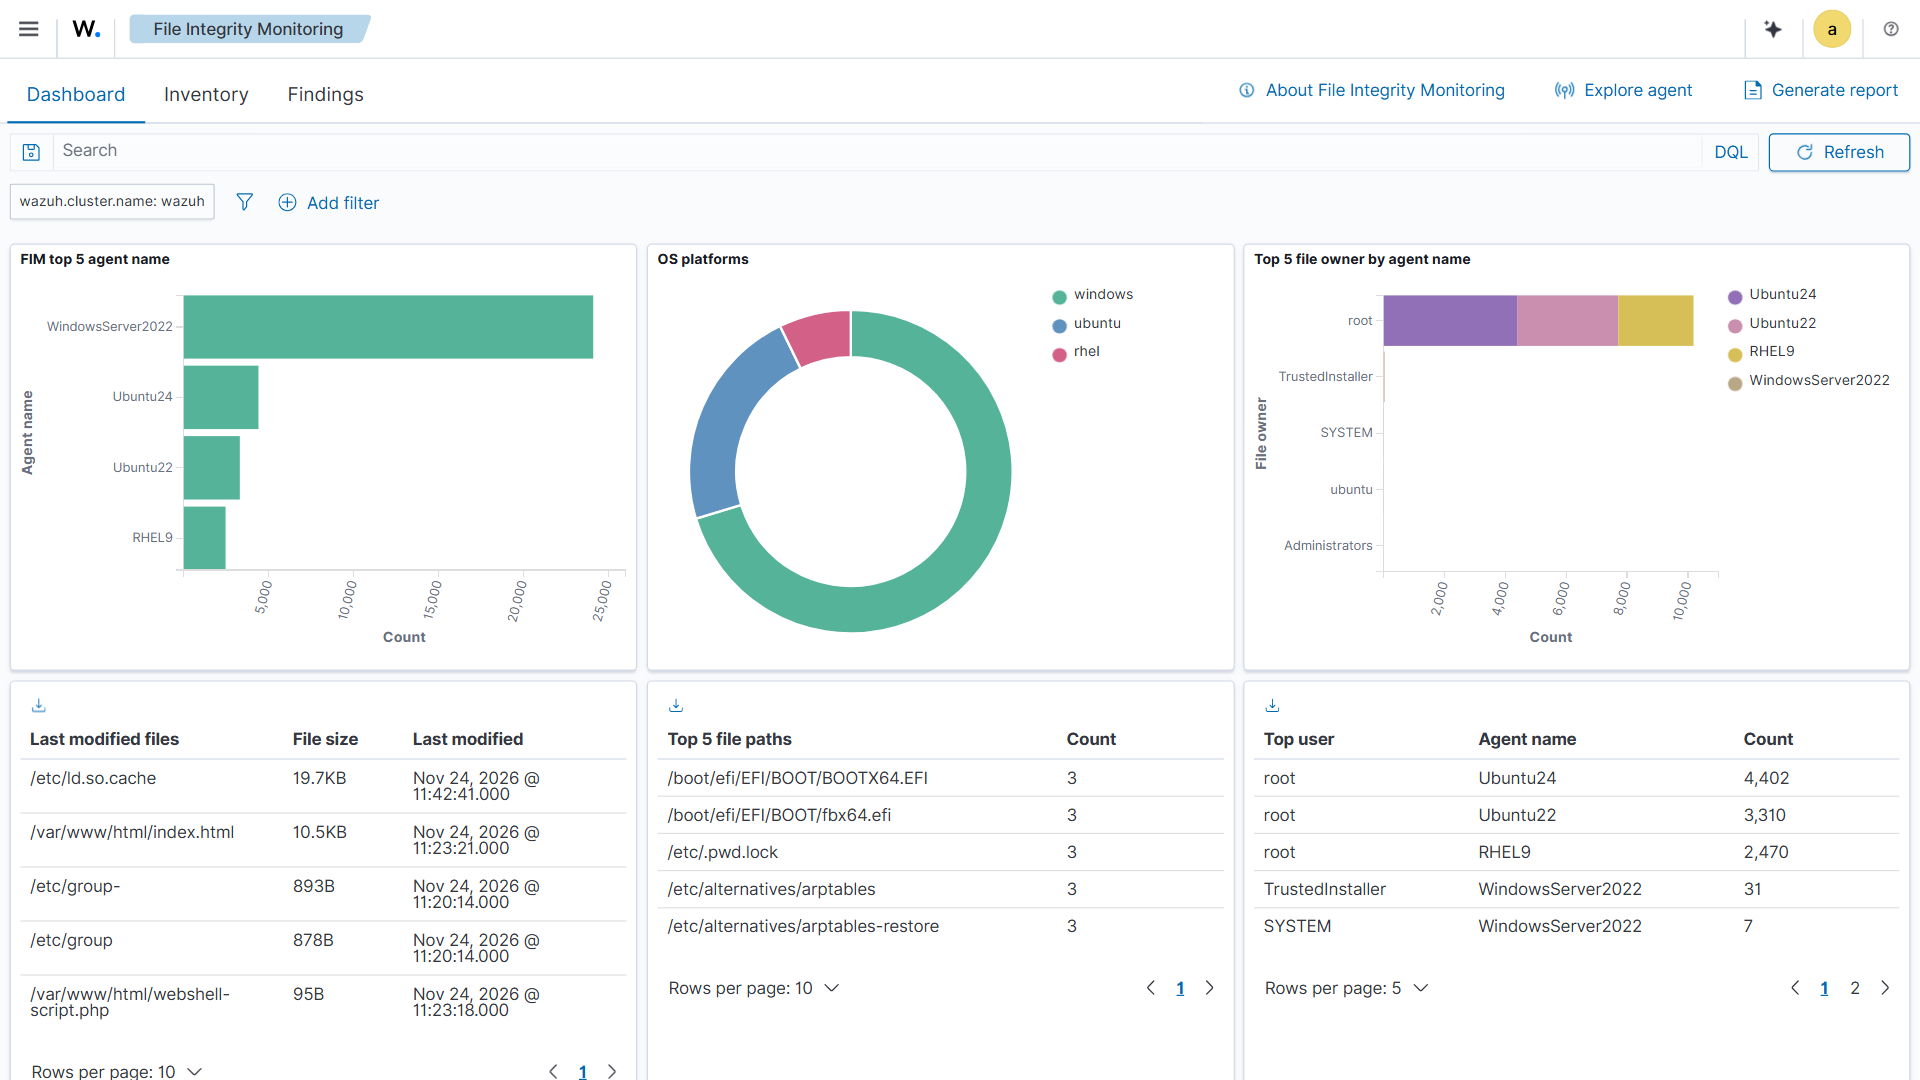 W.
File Integrity Monitoring
a
Dashboard
Inventory
Findings
About File Integrity Monitoring
Explore agent
Generate report
Search
DQL
Refresh
wazuh.cluster.name: wazuh
Add filter
FIM top 5 agent name
Agent name
WindowsServer2022
Ubuntu24
Ubuntu22
RHEL9
5,000
10,000
15,000
20,000
25,000
Count
OS platforms
windows
ubuntu
rhel
Top 5 file owner by agent name
File owner
root
TrustedInstaller
SYSTEM
ubuntu
Administrators
2,000
4,000
6,000
8,000
10,000
Count
Ubuntu24
Ubuntu22
RHEL9
WindowsServer2022
Last modified files File size Last modified
/etc/ld.so.cache 19.7KB Nov 24, 2026 @
11:42:41.000
/var/www/html/index.html 10.5KB Nov 24, 2026 @
11:23:21.000
/etc/group- 893B Nov 24, 2026 @
11:20:14.000
/etc/group 878B Nov 24, 2026 @
11:20:14.000
/var/www/html/webshell- 95B Nov 24, 2026 @
script.php 11:23:18.000
Rows per page: 10
1
Top 5 file paths Count
/boot/efi/EFI/BOOT/BOOTX64.EFI 3
/boot/efi/EFI/BOOT/fbx64.efi 3
/etc/.pwd.lock 3
/etc/alternatives/arptables 3
/etc/alternatives/arptables-restore 3
Rows per page: 10
1
Top user Agent name Count
root Ubuntu24 4,402
root Ubuntu22 3,310
root RHEL9 2,470
TrustedInstaller WindowsServer2022 31
SYSTEM WindowsServer2022 7
Rows per page: 5
1 2